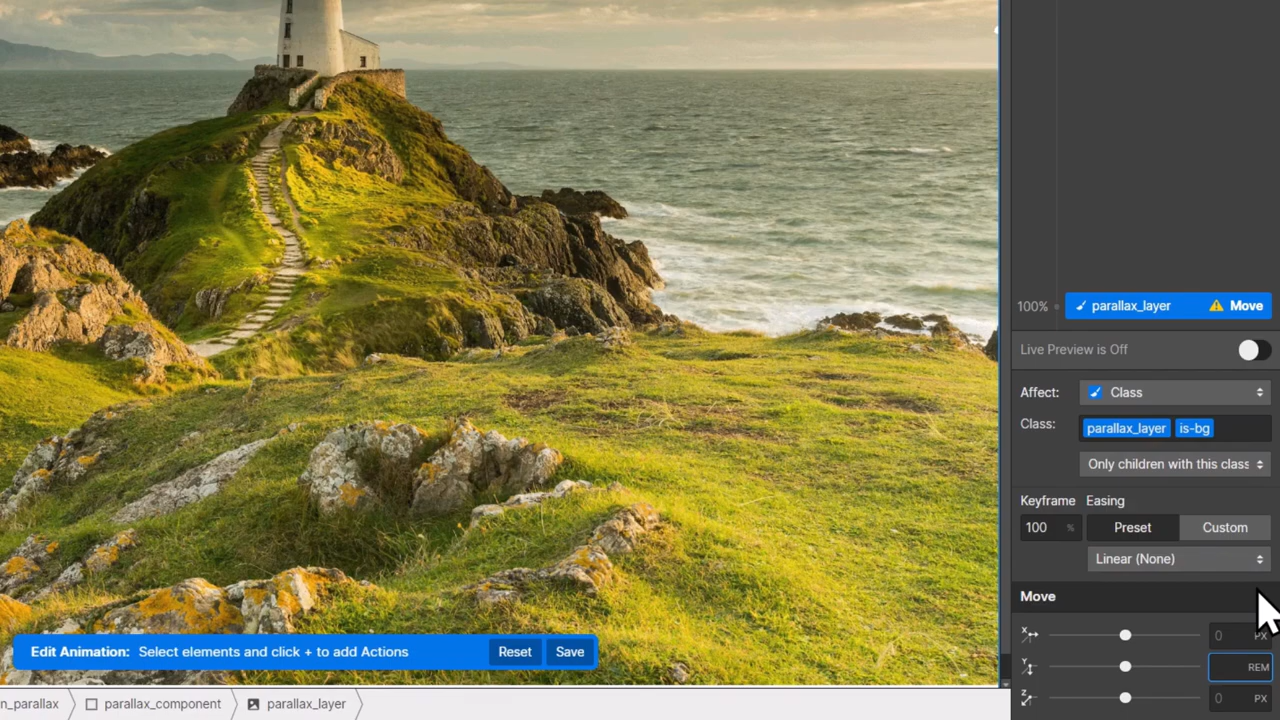 100% parallax_layer Move
Live Preview is Off
Affect: Class
Class: parallax_layer is-bg
Only children with this class
Keyframe Easing
100 % Preset Custom
Linear (None)
Move
X 0 PX
Edit Animation: Select elements and click + to add Actions Reset Save
Y REM
Z 0 PX
n_parallax parallax_component parallax_layer